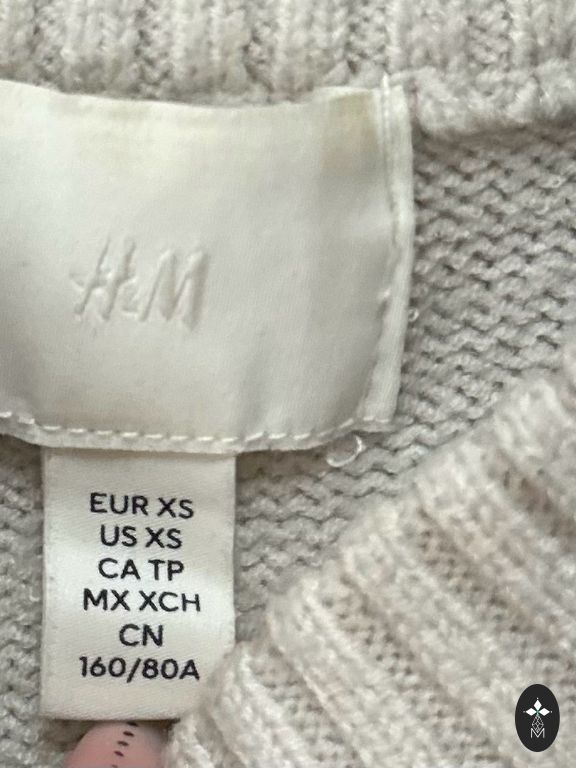 H&M
EUR XS
US XS
CA TP
MX XCH
CN
160/80A
M